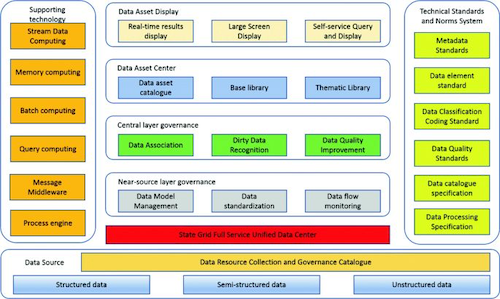 Supporting
technology
Stream Data
Computing
Memory computing
Batch computing
Query computing
Message
Middleware
Process engine
Data Asset Display
Real-time results
display
Large Screen
Display
Self-service Query
and Display
Data Asset Center
Data asset
catalogue
Base library
Thematic Library
Central layer governance
Data Association
Dirty Data
Recognition
Data Quality
Improvement
Near-source layer governance
Data Model
Management
Data
standardization
Data flow
monitoring
State Grid Full Service Unified Data Center
Technical Standards
and Norms System
Metadata
Standards
Data element
standard
Data Classification
Coding Standard
Data Quality
Standards
Data catalogue
specification
Data Processing
Specification
Data Source
Data Resource Collection and Governance Catalogue
Structured data
Semi-structured data
Unstructured data